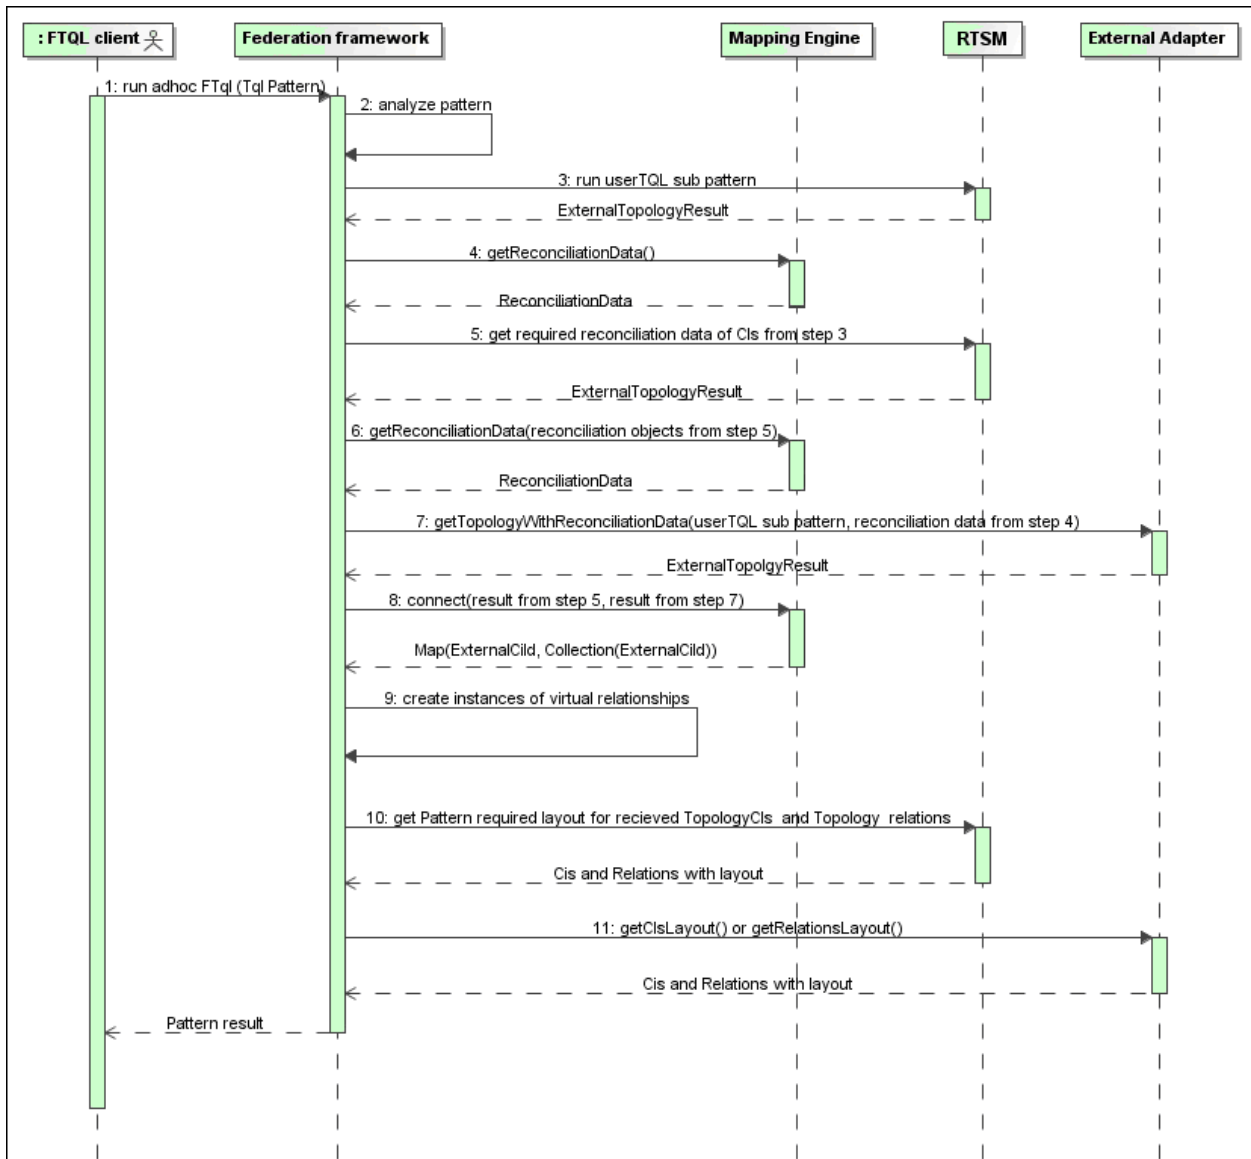 : FTQL client
Federation framework
Mapping Engine
RTSM
External Adapter
1: run adhoc FTql (Tql Pattern)
2: analyze pattern
3: run userTQL sub pattern
ExternalTopologyResult
4: getReconciliationData()
ReconciliationData
5: get required reconciliation data of CIs from step 3
ExternalTopologyResult
6: getReconciliationData(reconciliation objects from step 5)
ReconciliationData
7: getTopologyWithReconciliationData(userTQL sub pattern, reconciliation data from step 4)
ExternalTopolgyResult
8: connect(result from step 5, result from step 7)
Map(ExternalCiId, Collection(ExternalCiId))
9: create instances of virtual relationships
10: get Pattern required layout for recieved TopologyCIs and Topology relations
Cis and Relations with layout
11: getCIsLayout() or getRelationsLayout()
Cis and Relations with layout
Pattern result